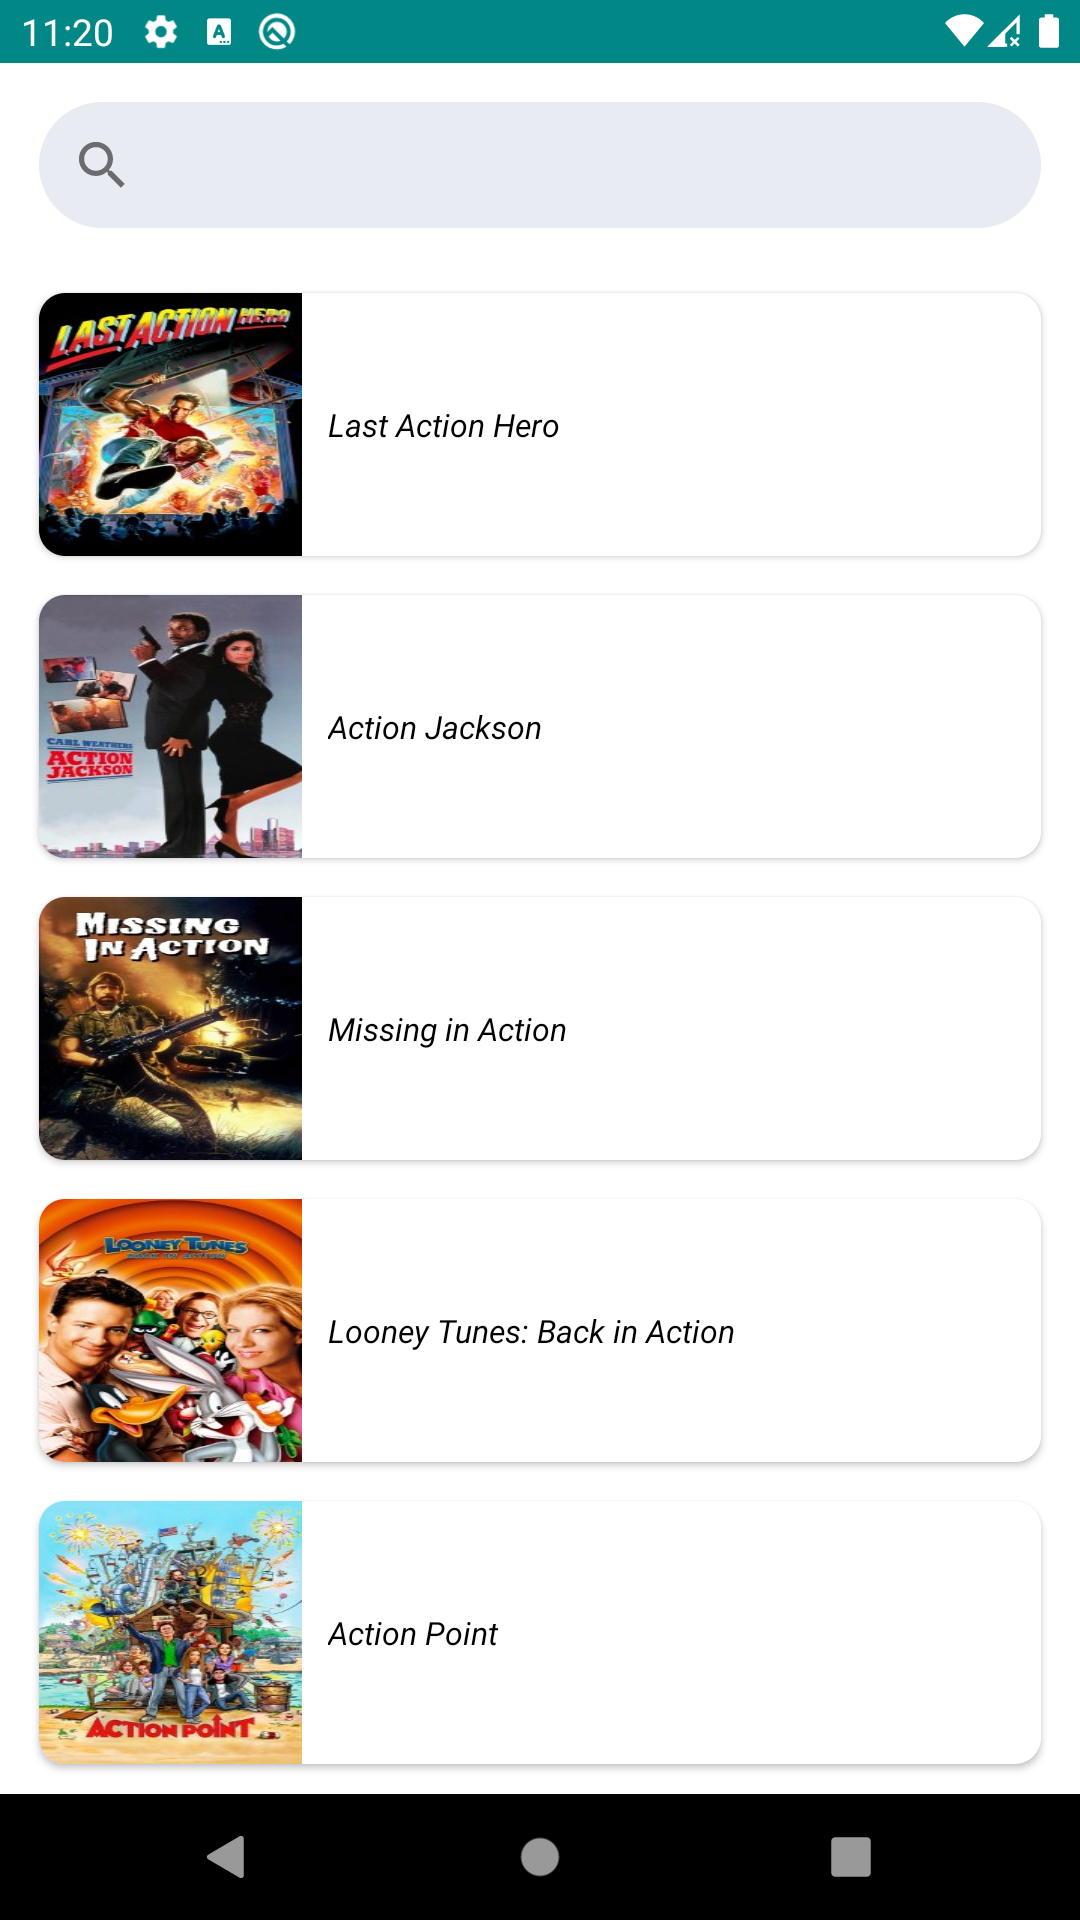 11:20
LAST ACTION HERO
Last Action Hero
CARL WEATHERS
ACTION
JACKSON
Action Jackson
MISSING
IN ACTION
Missing in Action
LOONEY TUNES
BACK IN ACTION
Looney Tunes: Back in Action
ACTION POINT
Action Point